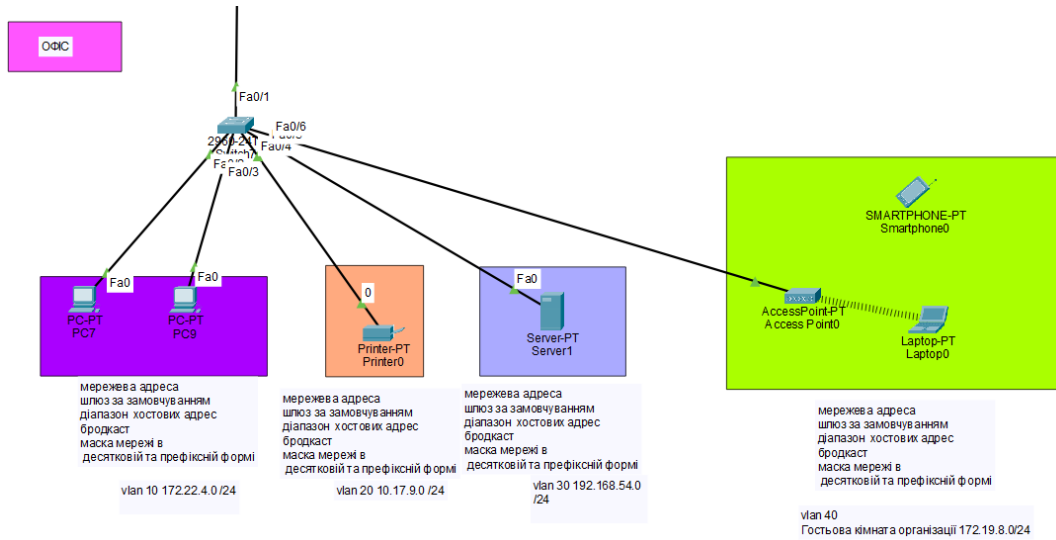 ОФІС
Fa0/1
Fa0/6
Fa0/4
Fa0/3
Fa0
Fa0
0
Fa0
PC-PT
PC7
PC-PT
PC9
Printer-PT
Printer0
Server-PT
Server1
SMARTPHONE-PT
Smartphone0
AccessPoint-PT
Access Point0
Laptop-PT
Laptop0
мережева адреса
шлюз за замовчуванням
діапазон хостових адрес
бродкаст
маска мережі в
десятковій та префіксній формі
vlan 10 172.22.4.0 /24
мережева адреса
шлюз за замовчуванням
діапазон хостових адрес
бродкаст
маска мережі в
десятковій та префіксній формі
vlan 20 10.17.9.0 /24
мережева адреса
шлюз за замовчуванням
діапазон хостових адрес
бродкаст
маска мережі в
десятковій та префіксній формі
vlan 30 192.168.54.0
/24
мережева адреса
шлюз за замовчуванням
діапазон хостових адрес
бродкаст
маска мережі в
десятковій та префіксній формі
vlan 40
Гостьова кімната організації 172.19.8.0/24